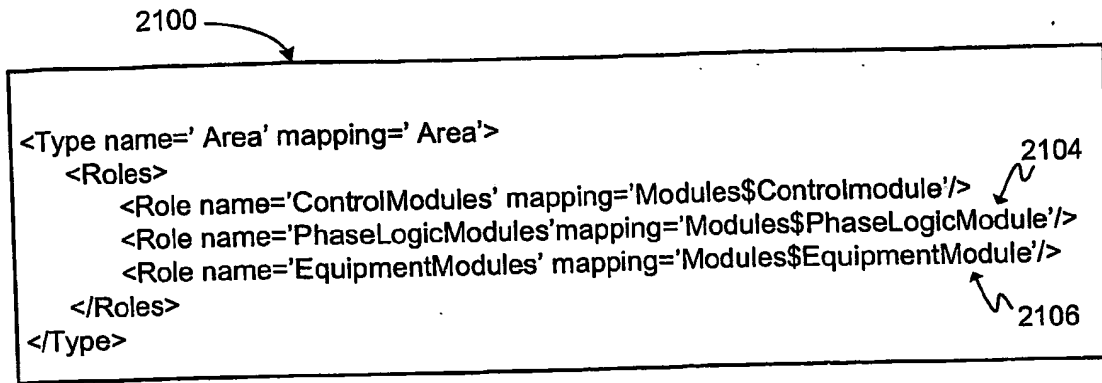 2100
<Type name=' Area' mapping=' Area'>
<Roles>
2104
<Role name='ControlModules' mapping='Modules$Controlmodule'/>
<Role name='PhaseLogicModules'mapping='Modules$PhaseLogicModule'/>
<Role name='EquipmentModules' mapping='Modules$EquipmentModule'/>
</Roles>
2106
</Type>